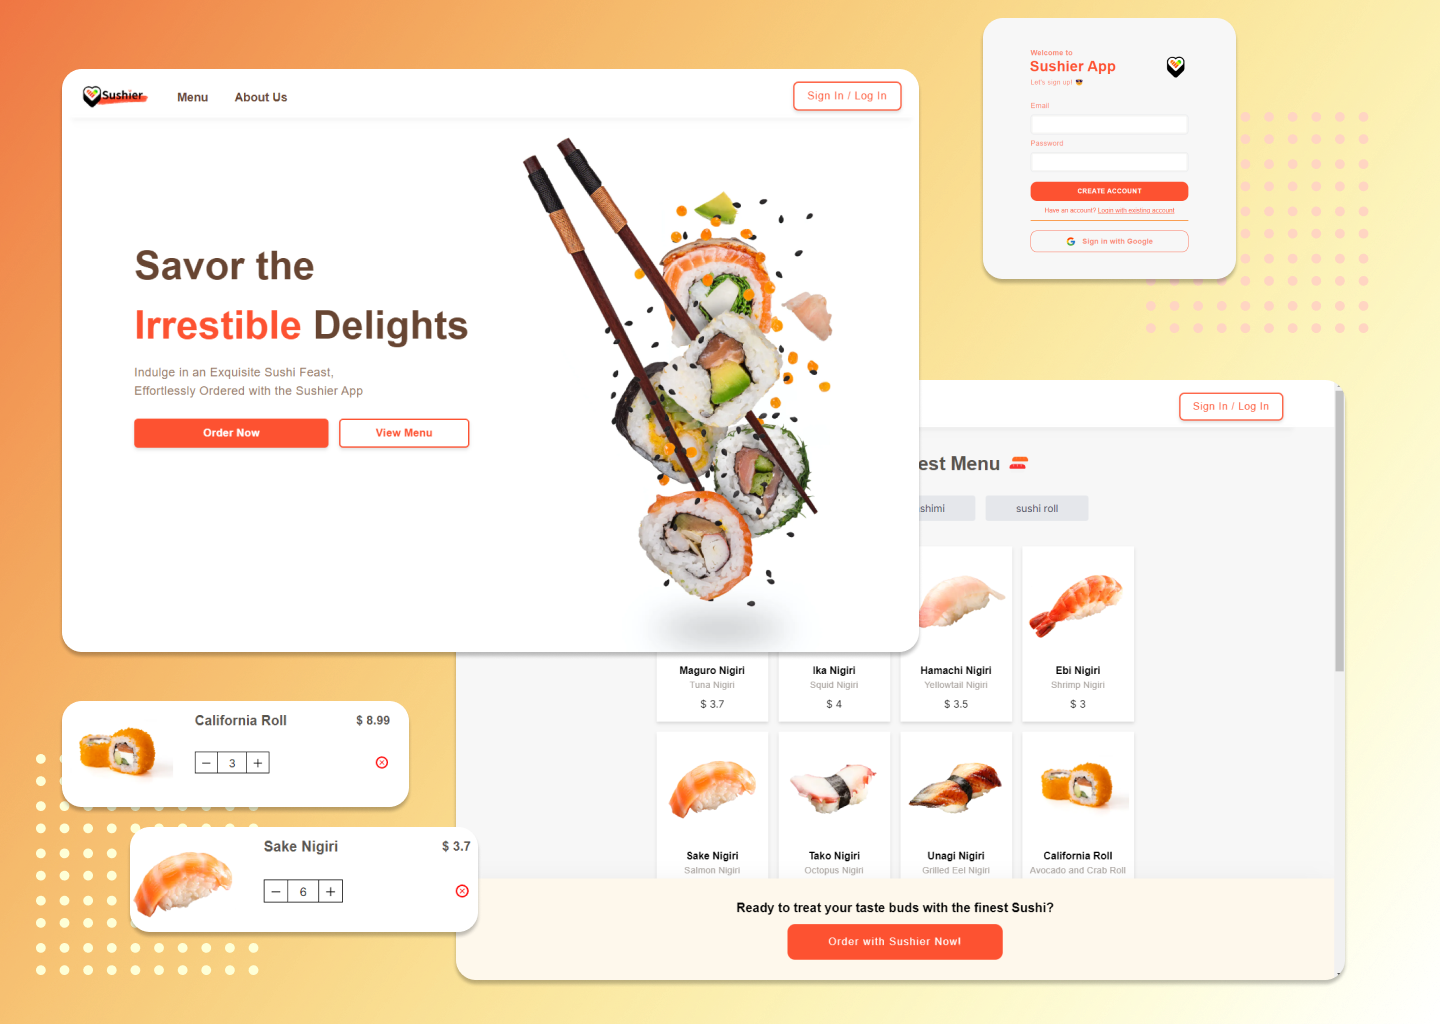 Sushier
Menu
About Us
Sign In / Log In
Savor the
Irrestible Delights
Indulge in an Exquisite Sushi Feast,
Effortlessly Ordered with the Sushier App
Order Now
View Menu
Welcome to
Sushier App
Let's sign up!
Email
Password
CREATE ACCOUNT
Have an account? Login with existing account
Sign in with Google
Sign In / Log In
est Menu
shimi
sushi roll
Maguro Nigiri
Tuna Nigiri
$ 3.7
Ika Nigiri
Squid Nigiri
$ 4
Hamachi Nigiri
Yellowtail Nigiri
$ 3.5
Ebi Nigiri
Shrimp Nigiri
$ 3
Sake Nigiri
Salmon Nigiri
Tako Nigiri
Octopus Nigiri
Unagi Nigiri
Grilled Eel Nigiri
California Roll
Avocado and Crab Roll
Ready to treat your taste buds with the finest Sushi?
Order with Sushier Now!
California Roll
$ 8.99
− 3 +
Sake Nigiri
$ 3.7
− 6 +